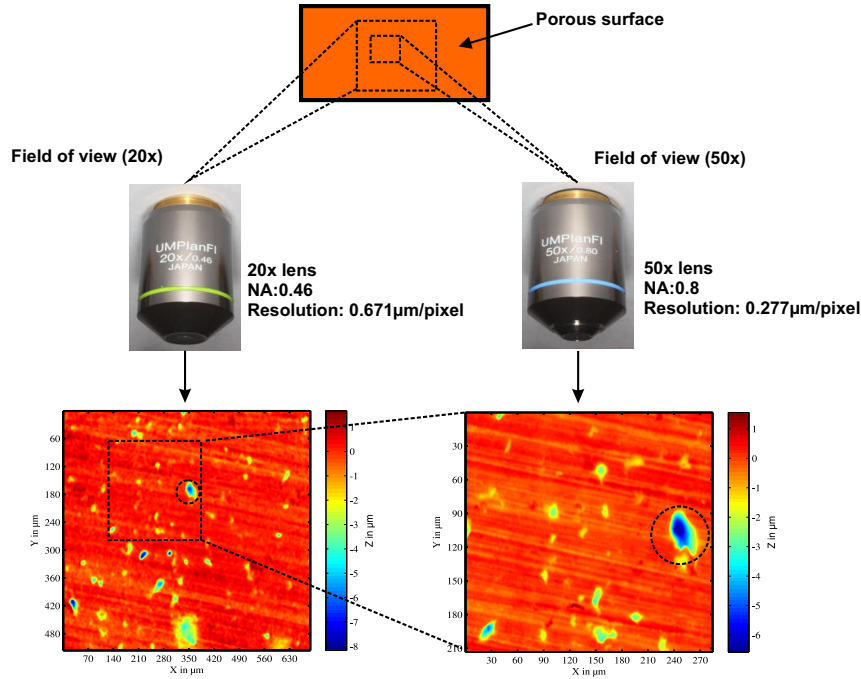 Porous surface
Field of view (20x)
Field of view (50x)
UMPlanFl
20x/0.46
JAPAN
20x lens
NA:0.46
Resolution: 0.671µm/pixel
UMPlanFl
50x/0.80
JAPAN
50x lens
NA:0.8
Resolution: 0.277µm/pixel
60
120
180
240
300
360
420
480
Y in µm
70 140 210 280 350 420 490 560 630
X in µm
1
0
-1
-2
-3
-4
-5
-6
-7
-8
Z in µm
30
60
90
120
140
165
190
210
Y in µm
30 60 90 120 150 180 210 240 270
X in µm
1
0
-1
-2
-3
-4
-5
-6
Z in µm